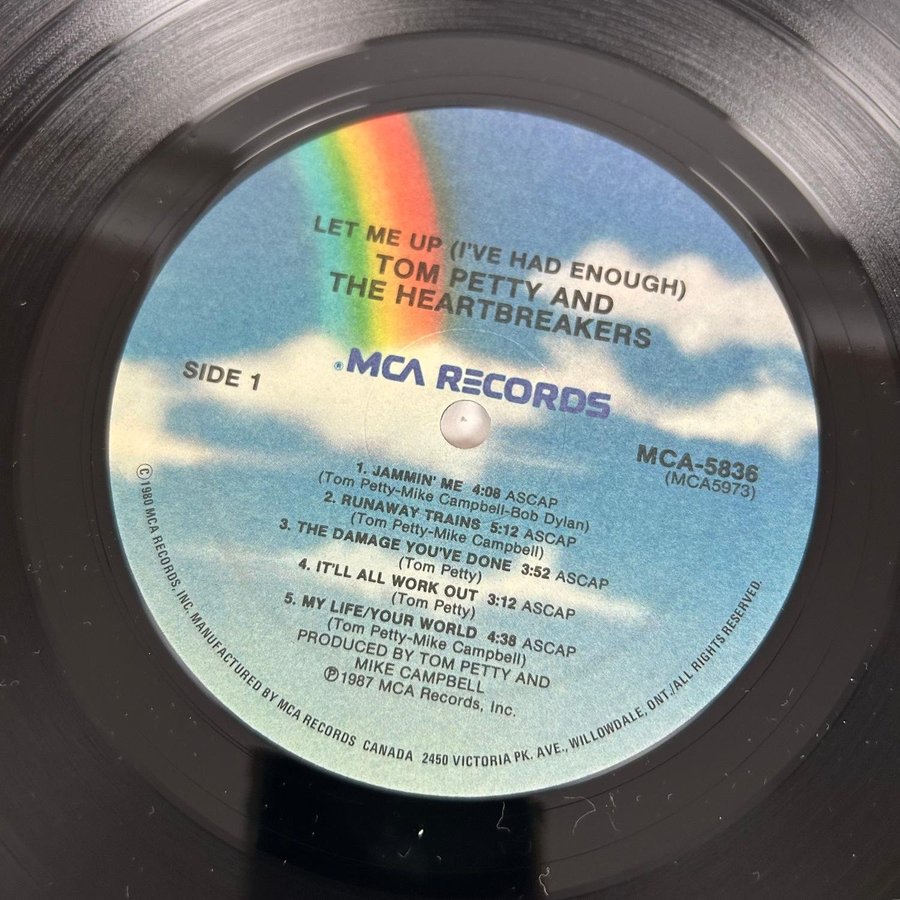 LET ME UP (I'VE HAD ENOUGH)
TOM PETTY AND
THE HEARTBREAKERS
SIDE 1
® MCA RECORDS
MCA-5836
(MCA5973)
1. JAMMIN' ME 4:08 ASCAP
(Tom Petty-Mike Campbell-Bob Dylan)
2. RUNAWAY TRAINS 5:12 ASCAP
(Tom Petty-Mike Campbell)
3. THE DAMAGE YOU'VE DONE 3:52 ASCAP
(Tom Petty)
4. IT'LL ALL WORK OUT 3:12 ASCAP
(Tom Petty)
5. MY LIFE/YOUR WORLD 4:38 ASCAP
(Tom Petty-Mike Campbell)
PRODUCED BY TOM PETTY AND
MIKE CAMPBELL
℗1987 MCA Records, Inc.
©1980 MCA RECORDS, INC. MANUFACTURED BY MCA RECORDS CANADA 2450 VICTORIA PK. AVE., WILLOWDALE, ONT./ALL RIGHTS RESERVED.